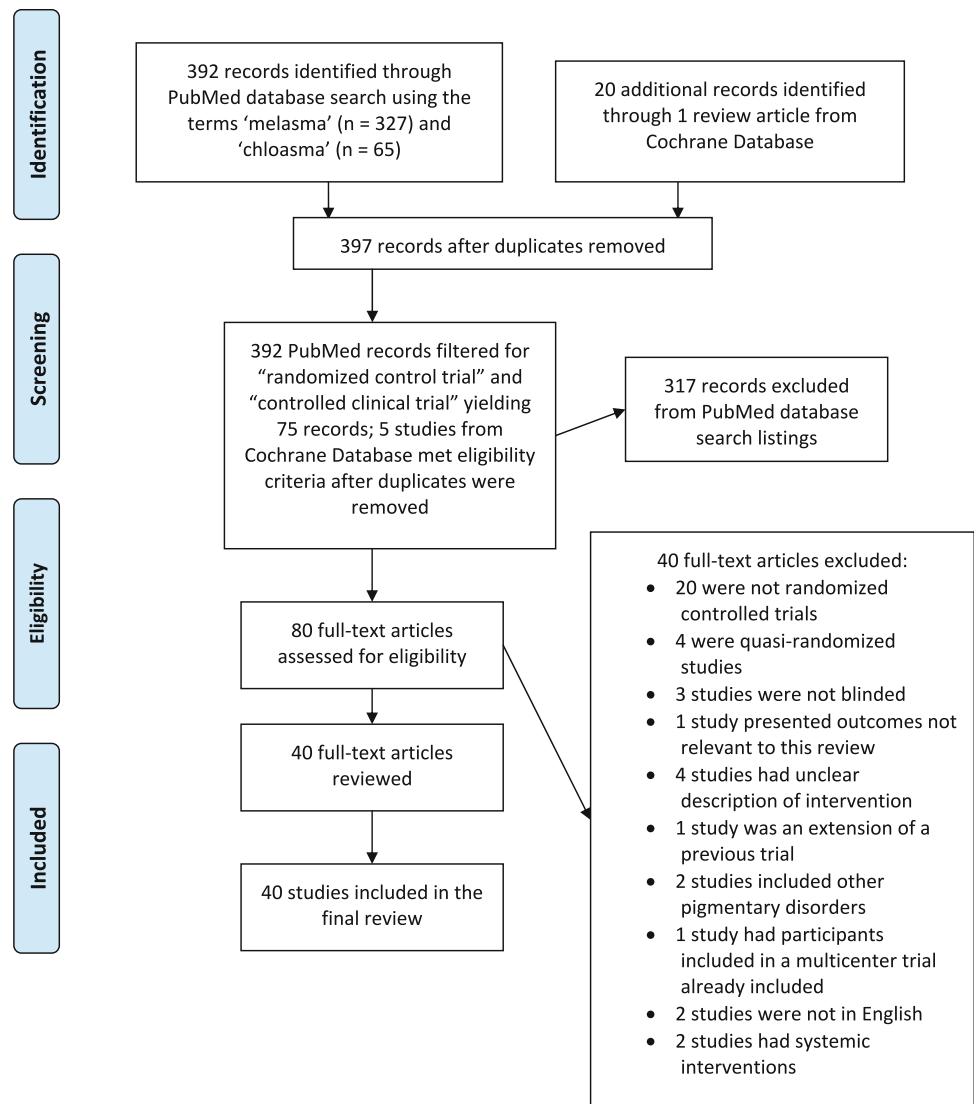 Identification
392 records identified through
PubMed database search using the
terms ‘melasma’ (n = 327) and
‘chloasma’ (n = 65)
20 additional records identified
through 1 review article from
Cochrane Database
397 records after duplicates removed
Screening
392 PubMed records filtered for
“randomized control trial” and
“controlled clinical trial” yielding
75 records; 5 studies from
Cochrane Database met eligibility
criteria after duplicates were
removed
317 records excluded
from PubMed database
search listings
Eligibility
80 full-text articles
assessed for eligibility
40 full-text articles excluded:
• 20 were not randomized
controlled trials
• 4 were quasi-randomized
studies
• 3 studies were not blinded
• 1 study presented outcomes not
relevant to this review
• 4 studies had unclear
description of intervention
• 1 study was an extension of a
previous trial
• 2 studies included other
pigmentary disorders
• 1 study had participants
included in a multicenter trial
already included
• 2 studies were not in English
• 2 studies had systemic
interventions
Included
40 full-text articles
reviewed
40 studies included in the
final review